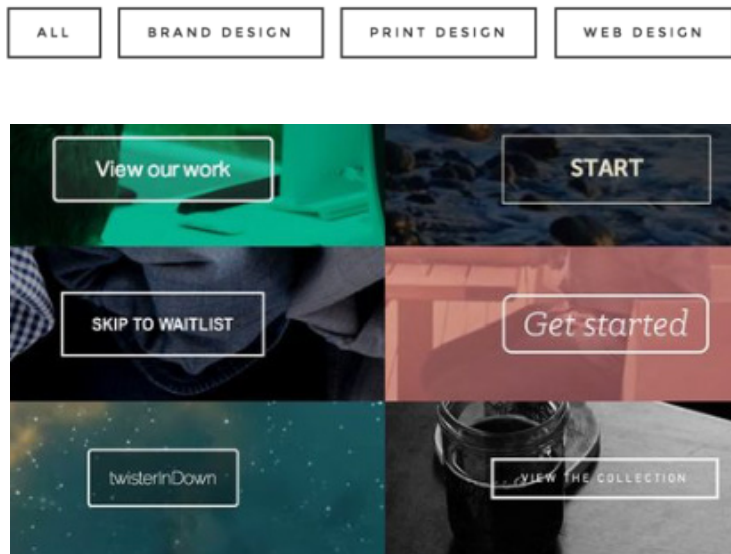 ALL BRAND DESIGN PRINT DESIGN WEB DESIGN
View our work
START
SKIP TO WAITLIST
Get started
twisterInDown
VIEW THE COLLECTION